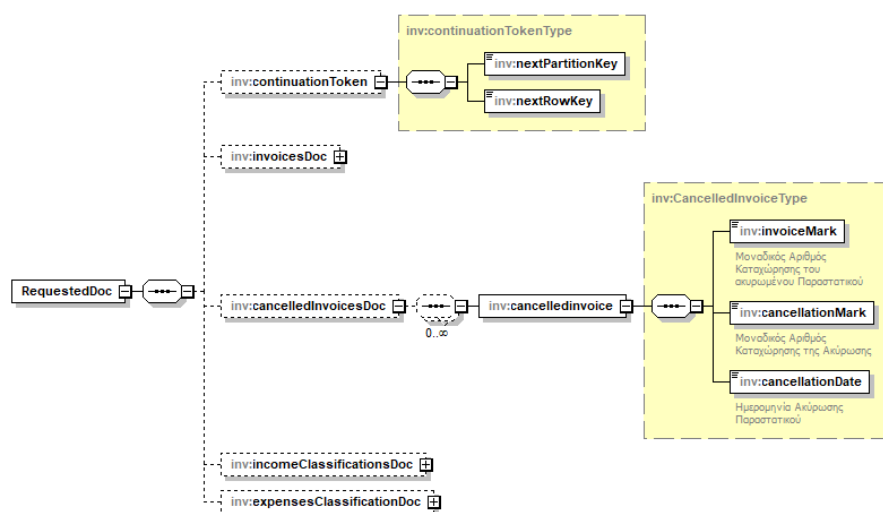 inv:continuationTokenType
inv:continuationToken
inv:nextPartitionKey
inv:nextRowKey
inv:invoicesDoc
inv:CancelledInvoiceType
inv:invoiceMark
Μοναδικός Αριθμός
Καταχώρησης του
ακυρωμένου Παραστατικού
RequestedDoc
inv:cancelledInvoicesDoc
0..∞
inv:cancelledinvoice
inv:cancellationMark
Μοναδικός Αριθμός
Καταχώρησης της Ακύρωσης
inv:cancellationDate
Ημερομηνία Ακύρωσης
Παραστατικού
inv:incomeClassificationsDoc
inv:expensesClassificationDoc